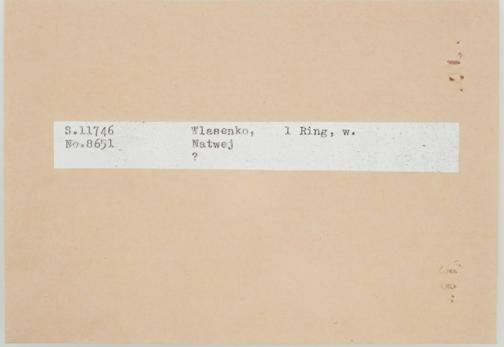 S.11746 Wlasenko, 1 Ring, w.
No.8651 Natwej
?